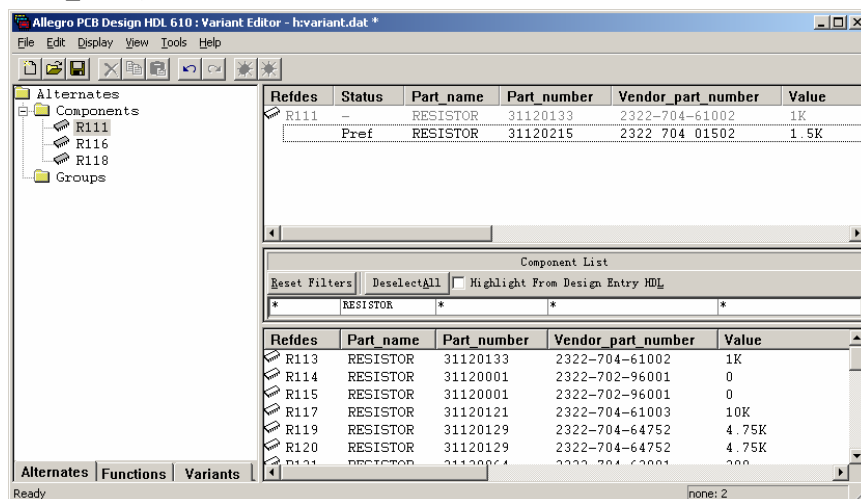 Allegro PCB Design HDL 610 : Variant Editor - h:variant.dat *
File Edit Display View Tools Help
Alternates
Components
R111
R116
R118
Groups
Refdes Status Part_name Part_number Vendor_part_number Value
R111 – RESISTOR 31120133 2322-704-61002 1K
Pref RESISTOR 31120215 2322 704 01502 1.5K
Component List
Reset Filters DeselectAll Highlight From Design Entry HDL
* RESISTOR * * *
Refdes Part_name Part_number Vendor_part_number Value
R113 RESISTOR 31120133 2322-704-61002 1K
R114 RESISTOR 31120001 2322-702-96001 0
R115 RESISTOR 31120001 2322-702-96001 0
R117 RESISTOR 31120121 2322-704-61003 10K
R119 RESISTOR 31120129 2322-704-64752 4.75K
R120 RESISTOR 31120129 2322-704-64752 4.75K
RESISTOR
Alternates Functions Variants
Ready none: 2